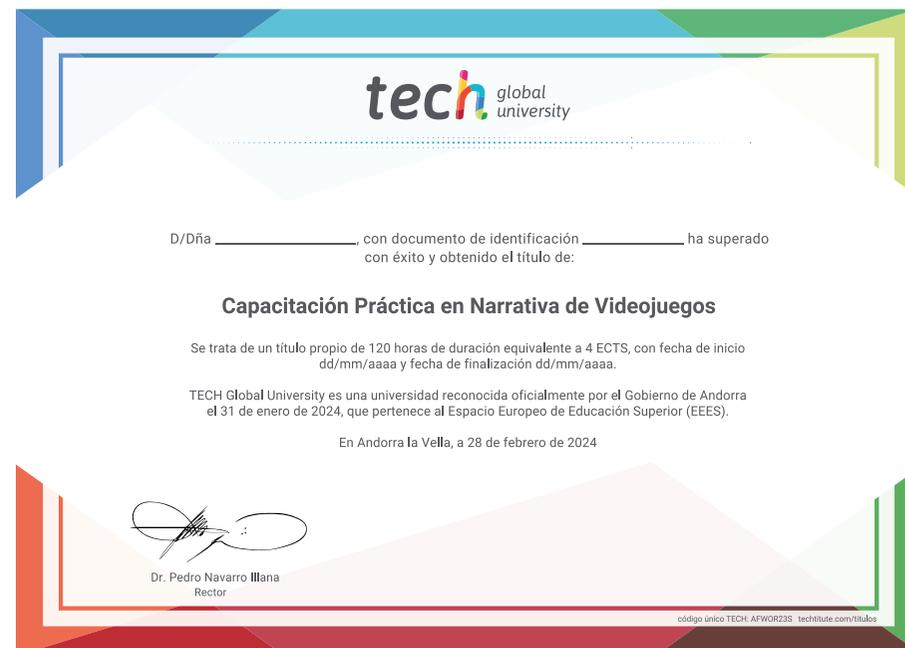 tech global university
D/Dña ______________, con documento de identificación __________ ha superado
con éxito y obtenido el título de:
Capacitación Práctica en Narrativa de Videojuegos
Se trata de un título propio de 120 horas de duración equivalente a 4 ECTS, con fecha de inicio
dd/mm/aaaa y fecha de finalización dd/mm/aaaa.
TECH Global University es una universidad reconocida oficialmente por el Gobierno de Andorra
el 31 de enero de 2024, que pertenece al Espacio Europeo de Educación Superior (EEES).
En Andorra la Vella, a 28 de febrero de 2024
Dr. Pedro Navarro Illana
Rector
código único TECH: AFWOR23S techtitute.com/titulos